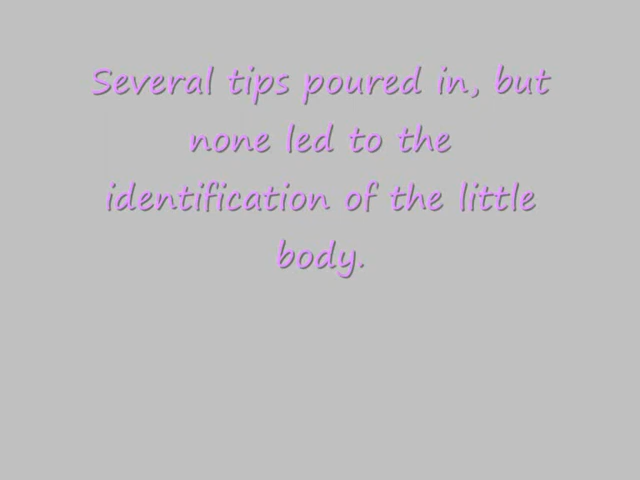 Several tips poured in, but
none led to the
identification of the little
body.